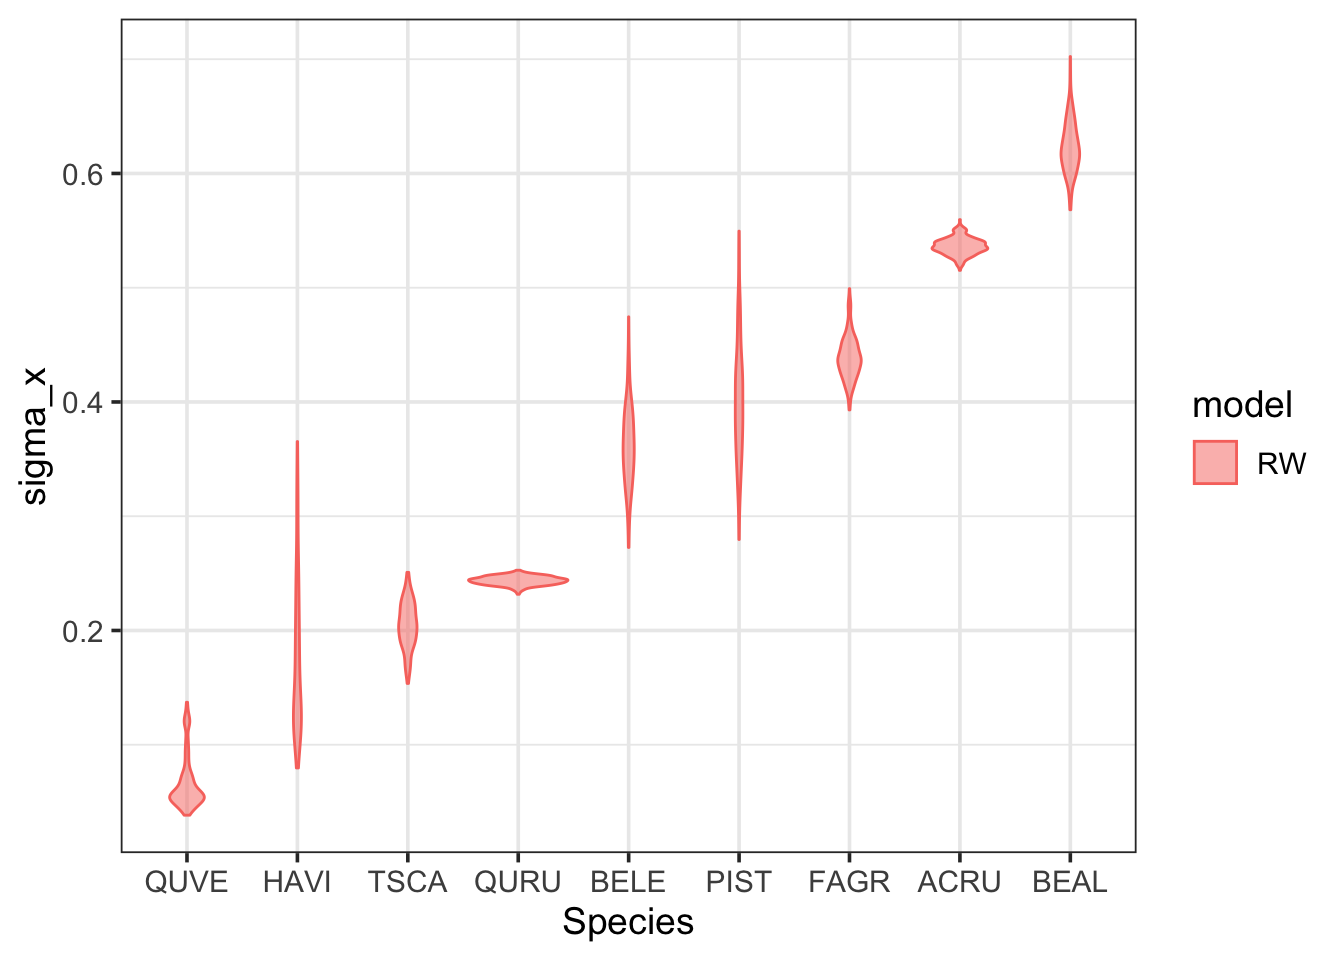 0.6
0.4
0.2
sigma_x
QUVE HAVI TSCA QURU BELE PIST FAGR ACRU BEAL
Species
model
RW